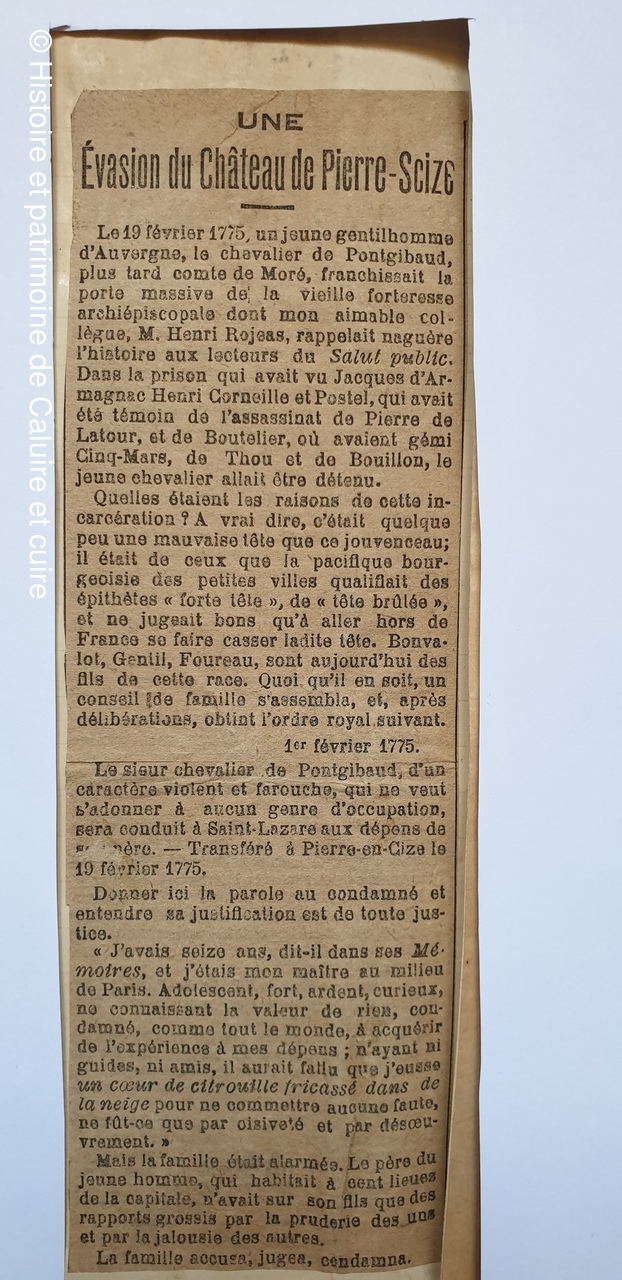 © Histoire et patrimoine de Caluire et cuire
UNE
Évasion du Château de Pierre-Scize
Le 19 février 1775, un jeune gentilhomme
d'Auvergne, le chevalier de Pontgibaud,
plus tard comte de Moré, franchissait la
porte massive de la vieille forteresse
archiépiscopale dont mon aimable col-
lègue, M. Henri Rojeas, rappelait naguère
l'histoire aux lecteurs du Salut public.
Dans la prison qui avait vu Jacques d'Ar-
magnac Henri Corneille et Postel, qui avait
été témoin de l'assassinat de Pierre de
Latour, et de Boutelier, où avaient gémi
Cinq-Mars, de Thou et de Bouillon, le
jeune chevalier allait être détenu.
Quelles étaient les raisons de cette in-
carcération ? A vrai dire, c'était quelque
peu une mauvaise tête que ce jouvenceau;
il était de ceux que la pacifique bour-
geoisie des petites villes qualifiait des
épithètes « forte tête », de « tête brûlée »,
et ne jugeait bons qu'à aller hors de
France se faire casser ladite tête. Bonva-
lot, Gentil, Foureau, sont aujourd'hui des
fils de cette race. Quoi qu'il en soit, un
conseil de famille s'assembla, et, après
délibérations, obtint l'ordre royal suivant.
1er février 1775.
Le sieur chevalier de Pontgibaud, d'un
caractère violent et farouche, qui ne veut
s'adonner à aucun genre d'occupation,
sera conduit à Saint-Lazare aux dépens de
père. — Transféré à Pierre-en-Cize le
19 février 1775.
Donner ici la parole au condamné et
entendre sa justification est de toute jus-
tice.
« J'avais seize ans, dit-il dans ses Mé-
moires, et j'étais mon maître au milieu
de Paris. Adolescent, fort, ardent, curieux,
ne connaissant la valeur de rien, con-
damné, comme tout le monde, à acquérir
de l'expérience à mes dépens ; n'ayant ni
guides, ni amis, il aurait fallu que j'eusse
un cœur de citrouille fricassé dans de
la neige pour ne commettre aucune faute,
ne fût-ce que par oisiveté et par désœu-
vrement. »
Mais la famille était alarmée. Le père du
jeune homme, qui habitait à cent lieues
de la capitale, n'avait sur son fils que des
rapports grossis par la pruderie des uns
et par la jalousie des autres.
La famille accusa, jugea, condamna.